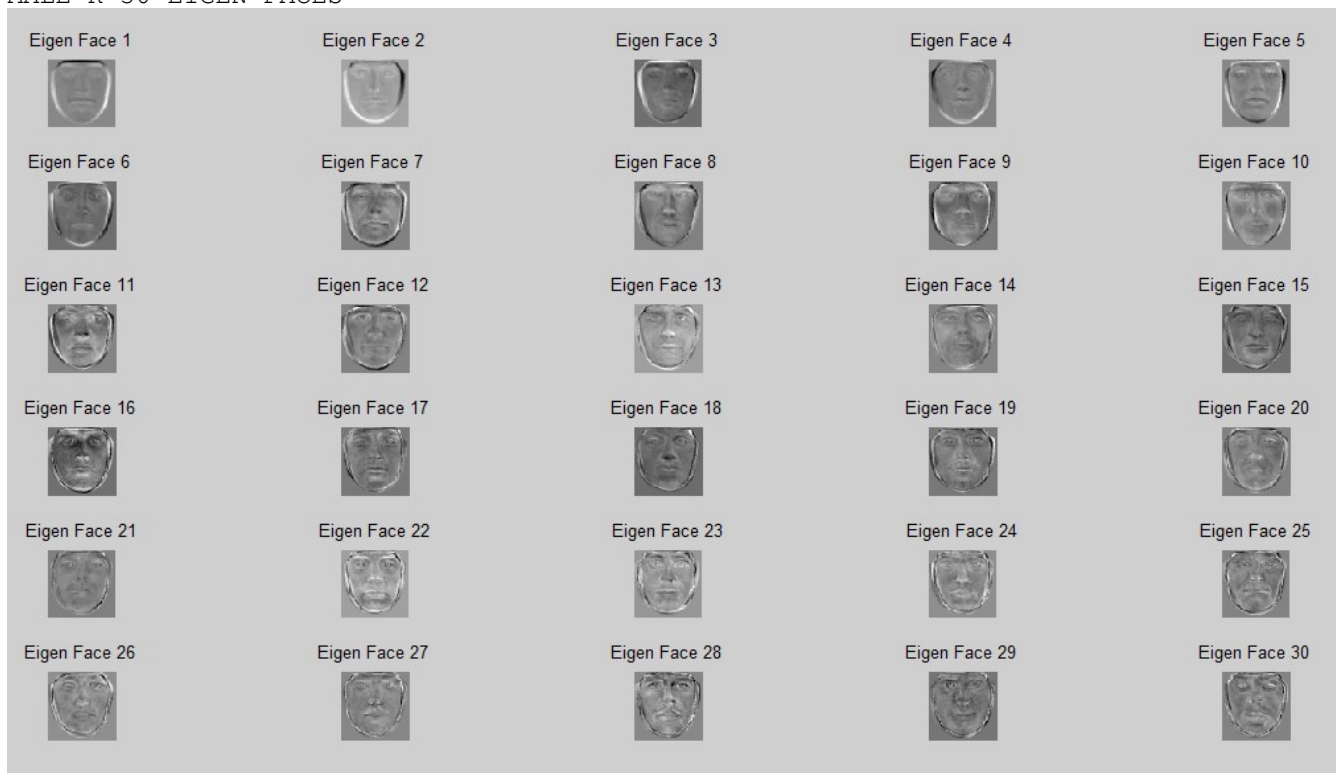 Eigen Face 1 Eigen Face 2 Eigen Face 3 Eigen Face 4 Eigen Face 5
Eigen Face 6 Eigen Face 7 Eigen Face 8 Eigen Face 9 Eigen Face 10
Eigen Face 11 Eigen Face 12 Eigen Face 13 Eigen Face 14 Eigen Face 15
Eigen Face 16 Eigen Face 17 Eigen Face 18 Eigen Face 19 Eigen Face 20
Eigen Face 21 Eigen Face 22 Eigen Face 23 Eigen Face 24 Eigen Face 25
Eigen Face 26 Eigen Face 27 Eigen Face 28 Eigen Face 29 Eigen Face 30